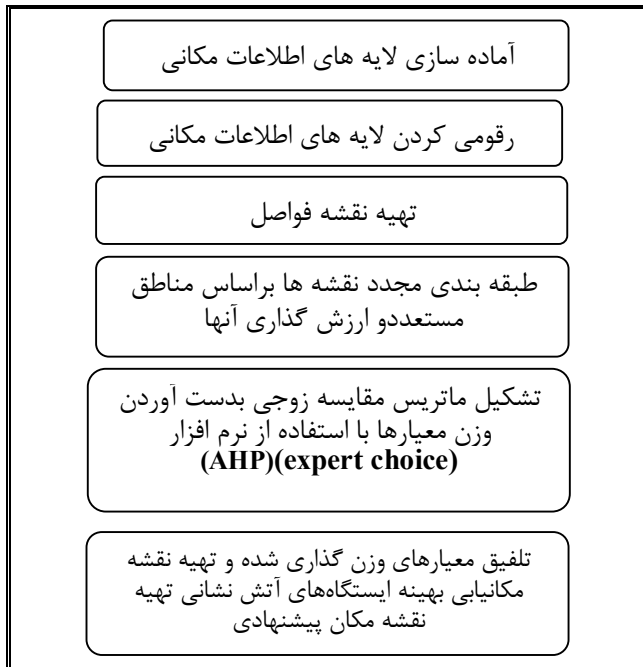 آماده سازی لایه های اطلاعات مکانی
رقومی کردن لایه های اطلاعات مکانی
تهیه نقشه فواصل
طبقه بندی مجدد نقشه ها براساس مناطق
مستعددو ارزش گذاری آنها
تشکیل ماتریس مقایسه زوجی بدست آوردن
وزن معیارها با استفاده از نرم افزار
(AHP)(expert choice)
تلفیق معیارهای وزن گذاری شده و تهیه نقشه
مکانیابی بهینه ایستگاه‌های آتش نشانی تهیه
نقشه مکان پیشنهادی